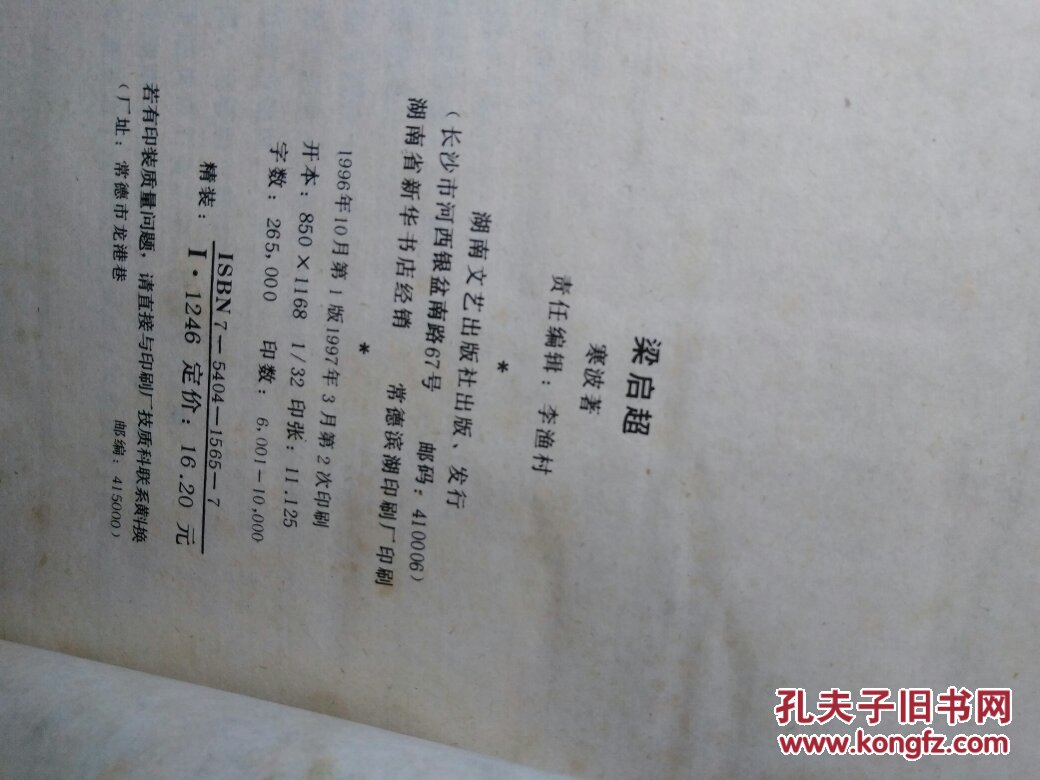 梁启超
寒波著
责任编辑：李渔村
*
湖南文艺出版社出版、发行
（长沙市河西银盆南路67号 邮码：410006）
湖南省新华书店经销 常德滨湖印刷厂印刷
*
1996年10月第1版1997年3月第2次印刷
开本：850×1168 1/32 印张：11.125
字数：265,000 印数：6,001—10,000
精装：ISBN7—5404—1565—7
I·1246 定价：16.20元
若有印装质量问题，请直接与印刷厂技质科联系调换
（厂址：常德市龙港巷 邮编：415000）
孔夫子旧书网
www.kongfz.com